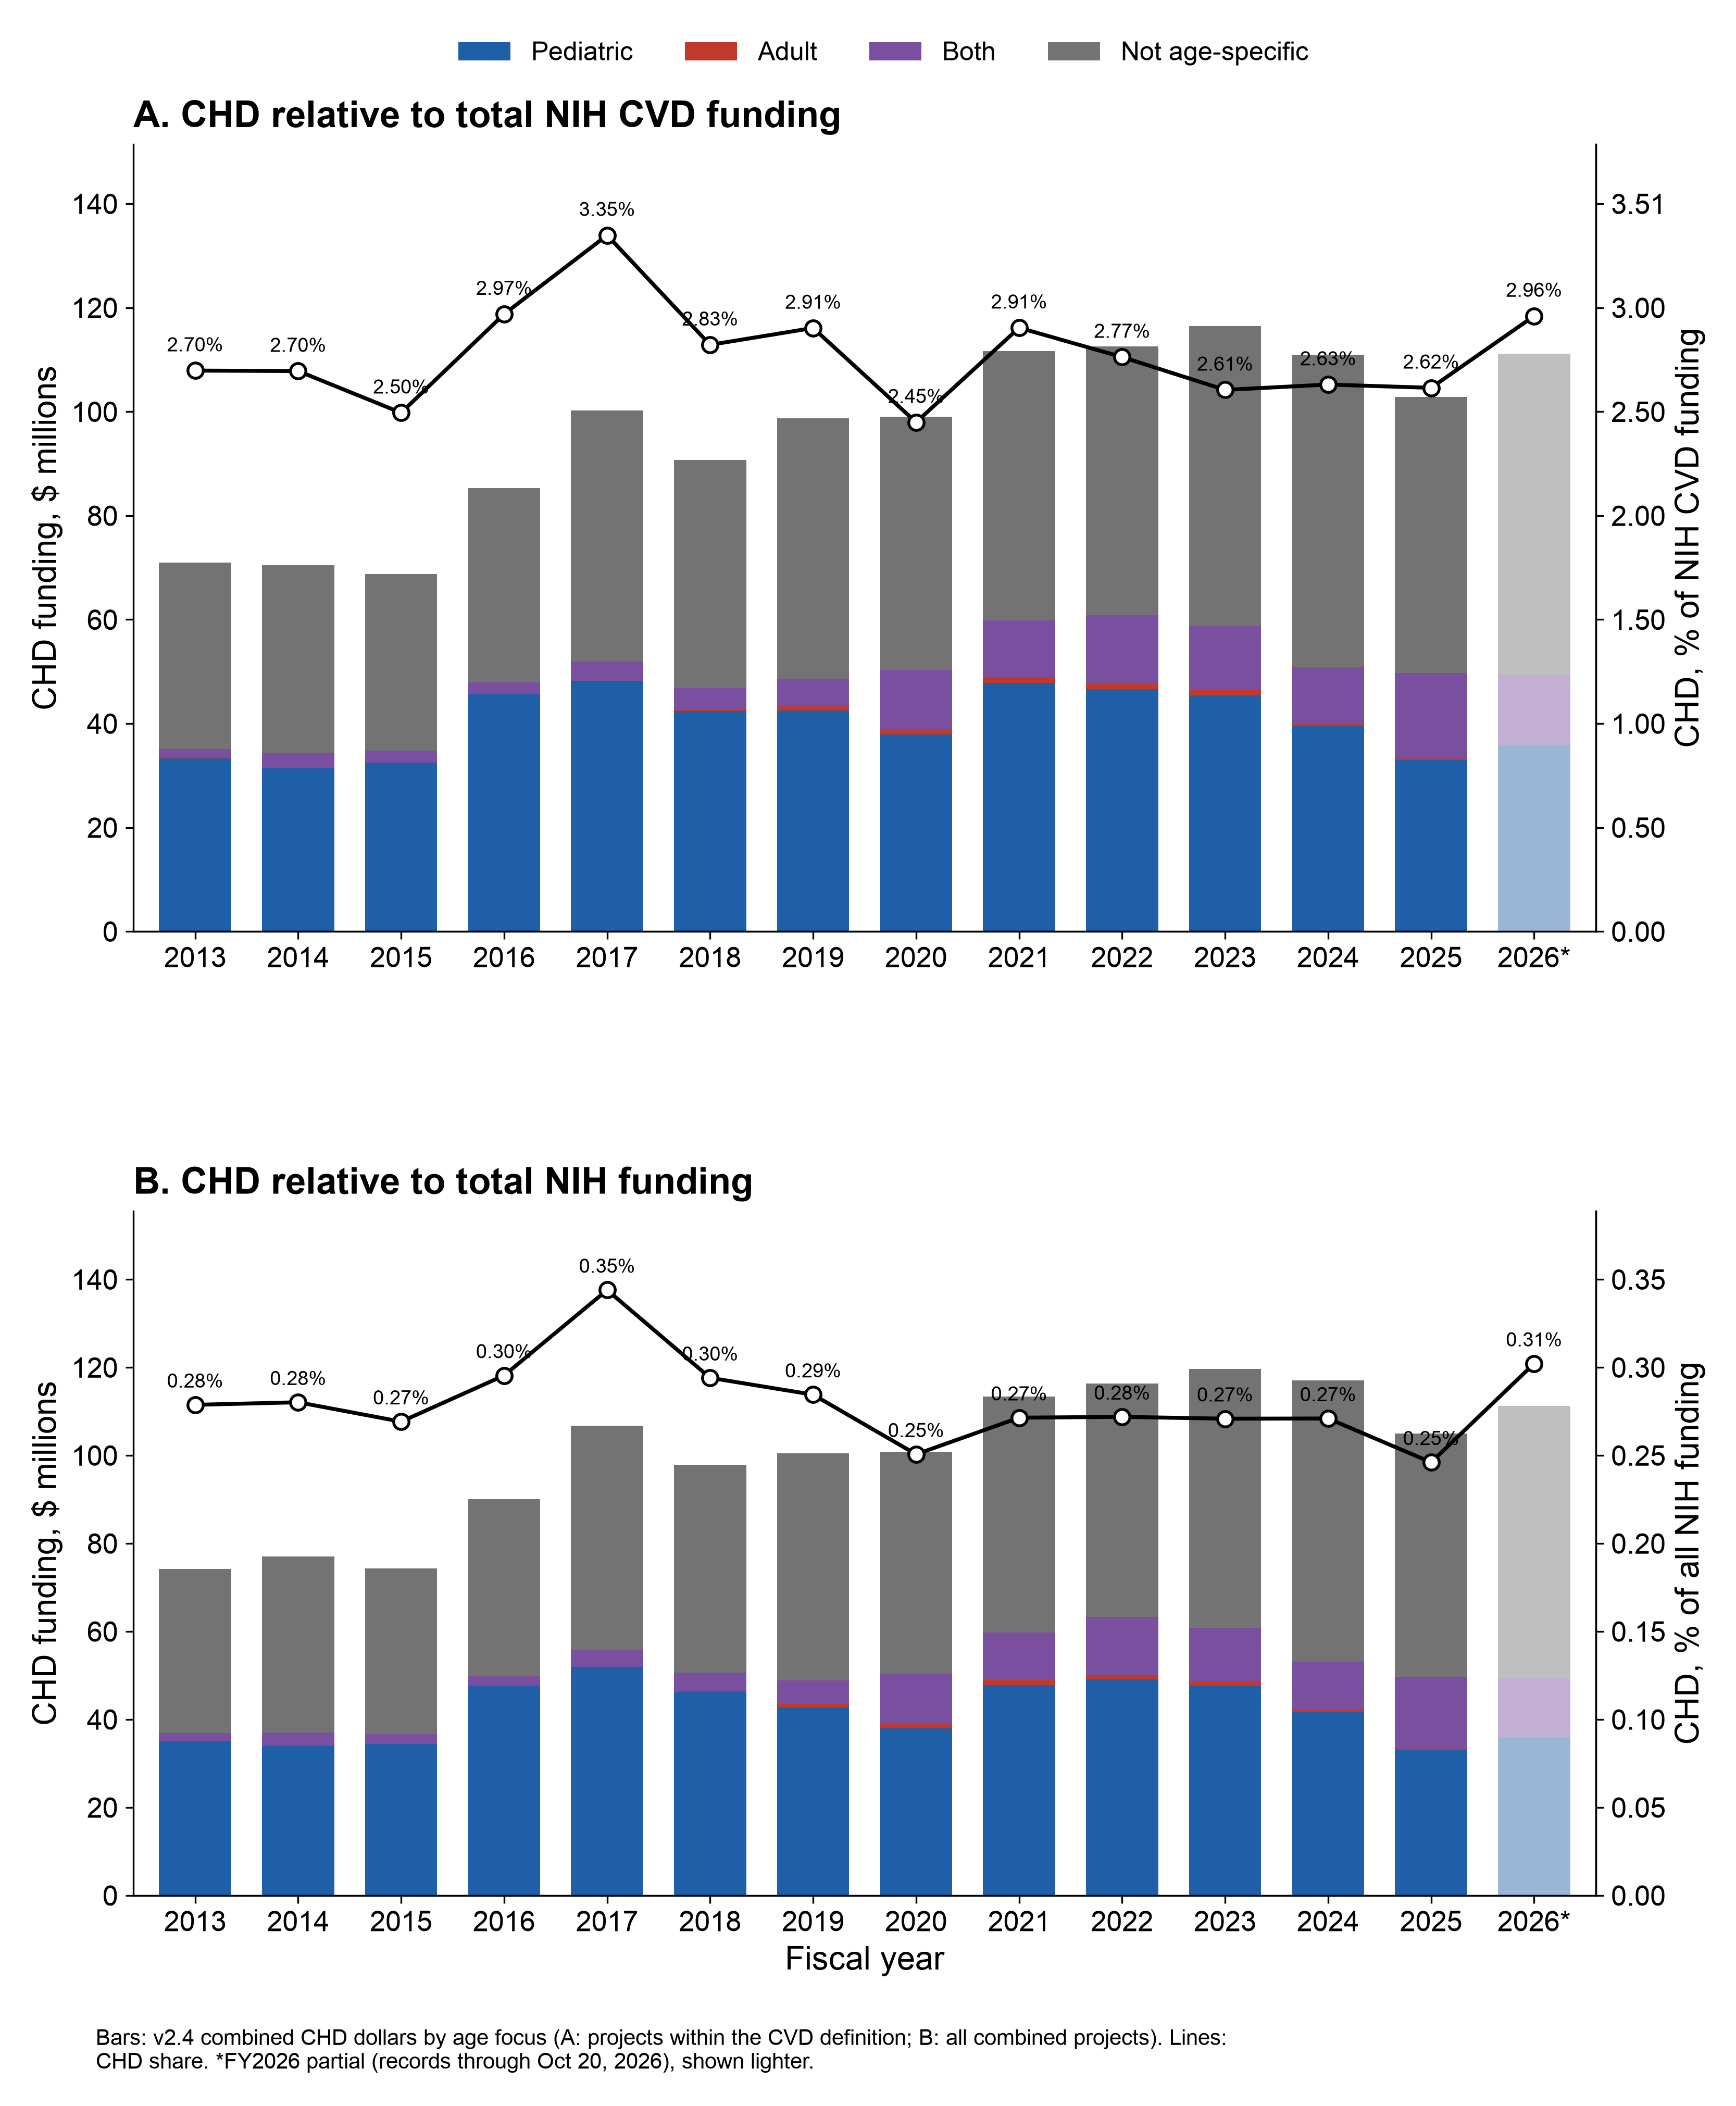 Pediatric Adult Both Not age-specific
A. CHD relative to total NIH CVD funding
CHD funding, $ millions
140
120
100
80
60
40
20
0
3.51
3.00
2.50
2.00
1.50
1.00
0.50
0.00
CHD, % of NIH CVD funding
2.70% 2.70% 2.50% 2.97% 3.35% 2.83% 2.91% 2.45% 2.91% 2.77% 2.61% 2.63% 2.62% 2.96%
2013 2014 2015 2016 2017 2018 2019 2020 2021 2022 2023 2024 2025 2026*
B. CHD relative to total NIH funding
CHD funding, $ millions
140
120
100
80
60
40
20
0
0.35
0.30
0.25
0.20
0.15
0.10
0.05
0.00
CHD, % of all NIH funding
0.28% 0.28% 0.27% 0.30% 0.35% 0.30% 0.29% 0.25% 0.27% 0.28% 0.27% 0.27% 0.25% 0.31%
2013 2014 2015 2016 2017 2018 2019 2020 2021 2022 2023 2024 2025 2026*
Fiscal year
Bars: v2.4 combined CHD dollars by age focus (A: projects within the CVD definition; B: all combined projects). Lines:
CHD share. *FY2026 partial (records through Oct 20, 2026), shown lighter.